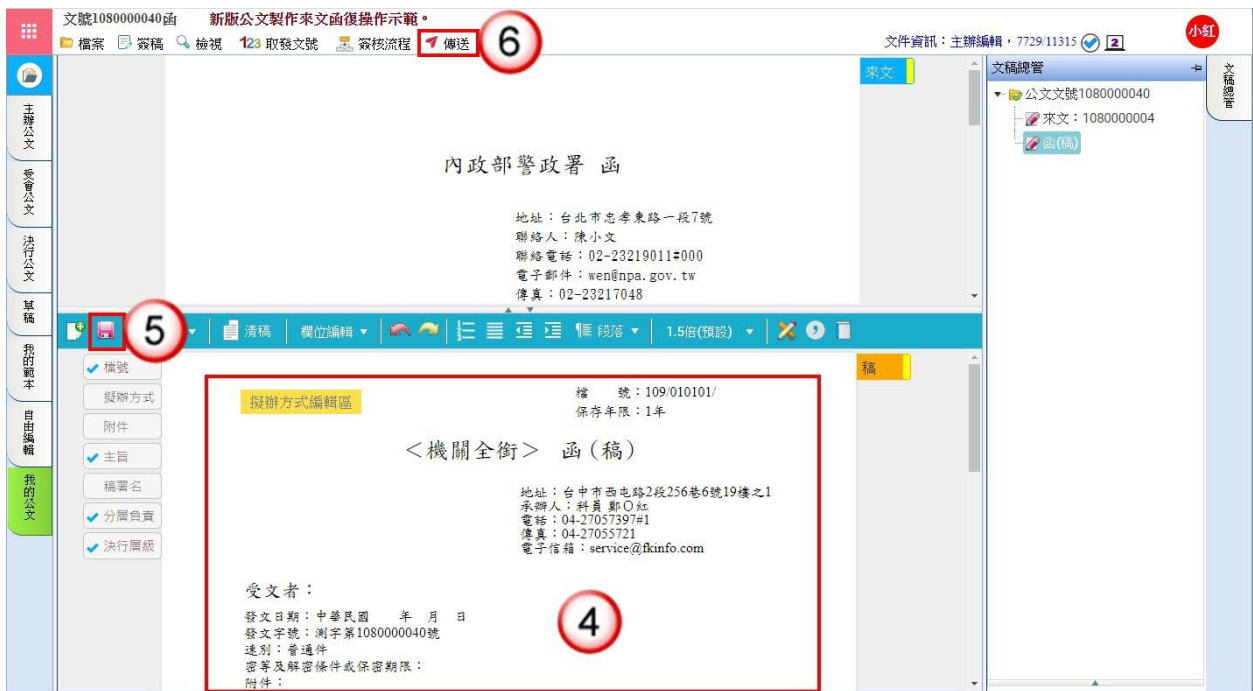 文號1080000040函 新版公文製作來文函復操作示範。
檔案 簽稿 檢視 123 取發文號 簽核流程 傳送 6
文件資訊：主辦編輯，7729/11315 2
小紅
主辦公文
受會公文
決行公文
草稿
我的範本
自由編輯
我的公文
來文
內政部警政署 函
地址：台北市忠孝東路一段7號
聯絡人：陳小文
聯絡電話：02-23219011#000
電子郵件：wen@npa.gov.tw
傳真：02-23217048
文稿總管
公文文號1080000040
來文：1080000004
函(稿)
文稿總管
5 清稿 欄位編輯 段落 1.5倍(預設)
檔號
擬辦方式
附件
主旨
稿署名
分層負責
決行層級
稿
擬辦方式編輯區
檔 號：109/010101/
保存年限：1年
＜機關全銜＞ 函(稿)
地址：台中市西屯路2段256巷6號19樓之1
承辦人：科員 鄭○紅
電話：04-27057397#1
傳真：04-27055721
電子信箱：service@fkinfo.com
受文者：
發文日期：中華民國 年 月 日
發文字號：測字第1080000040號
速別：普通件
密等及解密條件或保密期限：
附件：
4